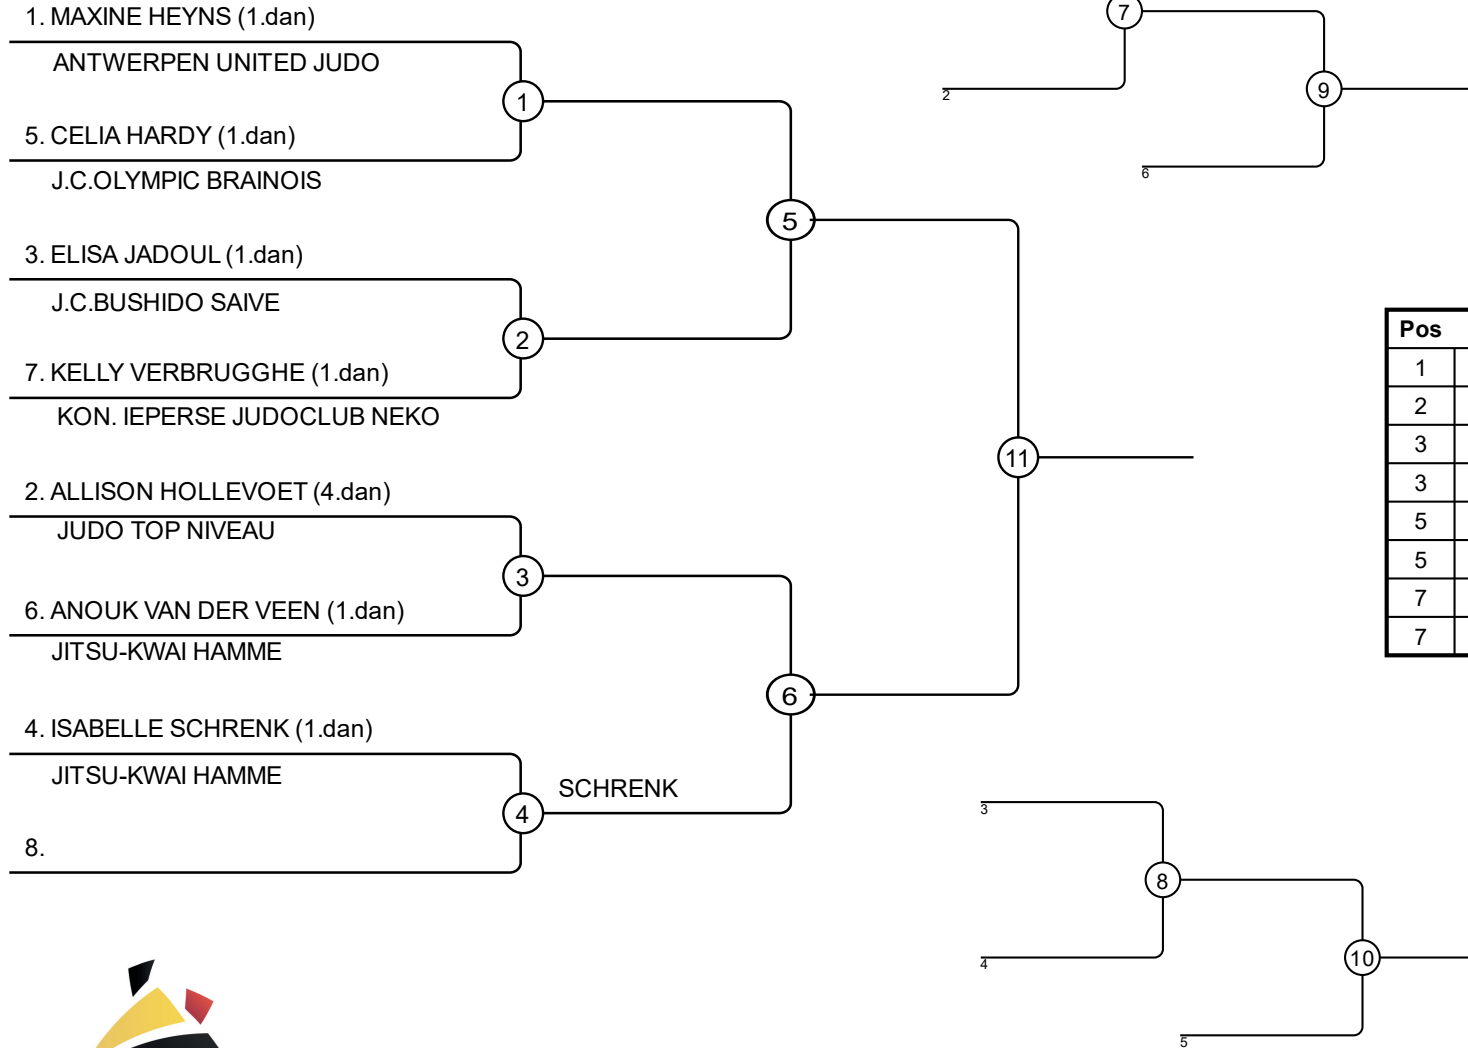 1. MAXINE HEYNS (1.dan)
ANTWERPEN UNITED JUDO
1
5. CELIA HARDY (1.dan)
J.C.OLYMPIC BRAINOIS
5
3. ELISA JADOUL (1.dan)
J.C.BUSHIDO SAIVE
2
7. KELLY VERBRUGGHE (1.dan)
KON. IEPERSE JUDOCLUB NEKO
11
2. ALLISON HOLLEVOET (4.dan)
JUDO TOP NIVEAU
3
6. ANOUK VAN DER VEEN (1.dan)
JITSU-KWAI HAMME
6
4. ISABELLE SCHRENK (1.dan)
JITSU-KWAI HAMME
SCHRENK
4
8.
7
2
9
6
Pos
1
2
3
3
5
5
7
7
3
8
4
10
5